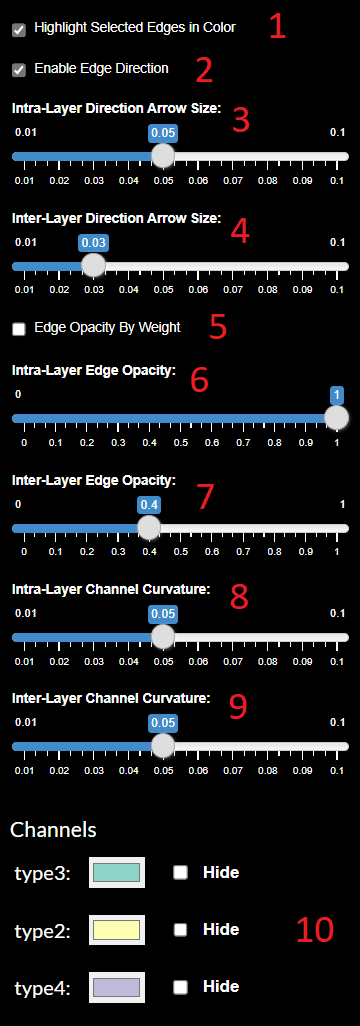 Highlight Selected Edges in Color 1
Enable Edge Direction 2
Intra-Layer Direction Arrow Size: 3
0.01 0.05 0.1
0.01 0.02 0.03 0.04 0.05 0.06 0.07 0.08 0.09 0.1
Inter-Layer Direction Arrow Size: 4
0.01 0.03 0.1
0.01 0.02 0.03 0.04 0.05 0.06 0.07 0.08 0.09 0.1
Edge Opacity By Weight 5
Intra-Layer Edge Opacity: 6
0 1
0 0.1 0.2 0.3 0.4 0.5 0.6 0.7 0.8 0.9 1
Inter-Layer Edge Opacity: 7
0 0.4 1
0 0.1 0.2 0.3 0.4 0.5 0.6 0.7 0.8 0.9 1
Intra-Layer Channel Curvature: 8
0.01 0.05 0.1
0.01 0.02 0.03 0.04 0.05 0.06 0.07 0.08 0.09 0.1
Inter-Layer Channel Curvature: 9
0.01 0.05 0.1
0.01 0.02 0.03 0.04 0.05 0.06 0.07 0.08 0.09 0.1
Channels
type3: Hide
type2: Hide 10
type4: Hide